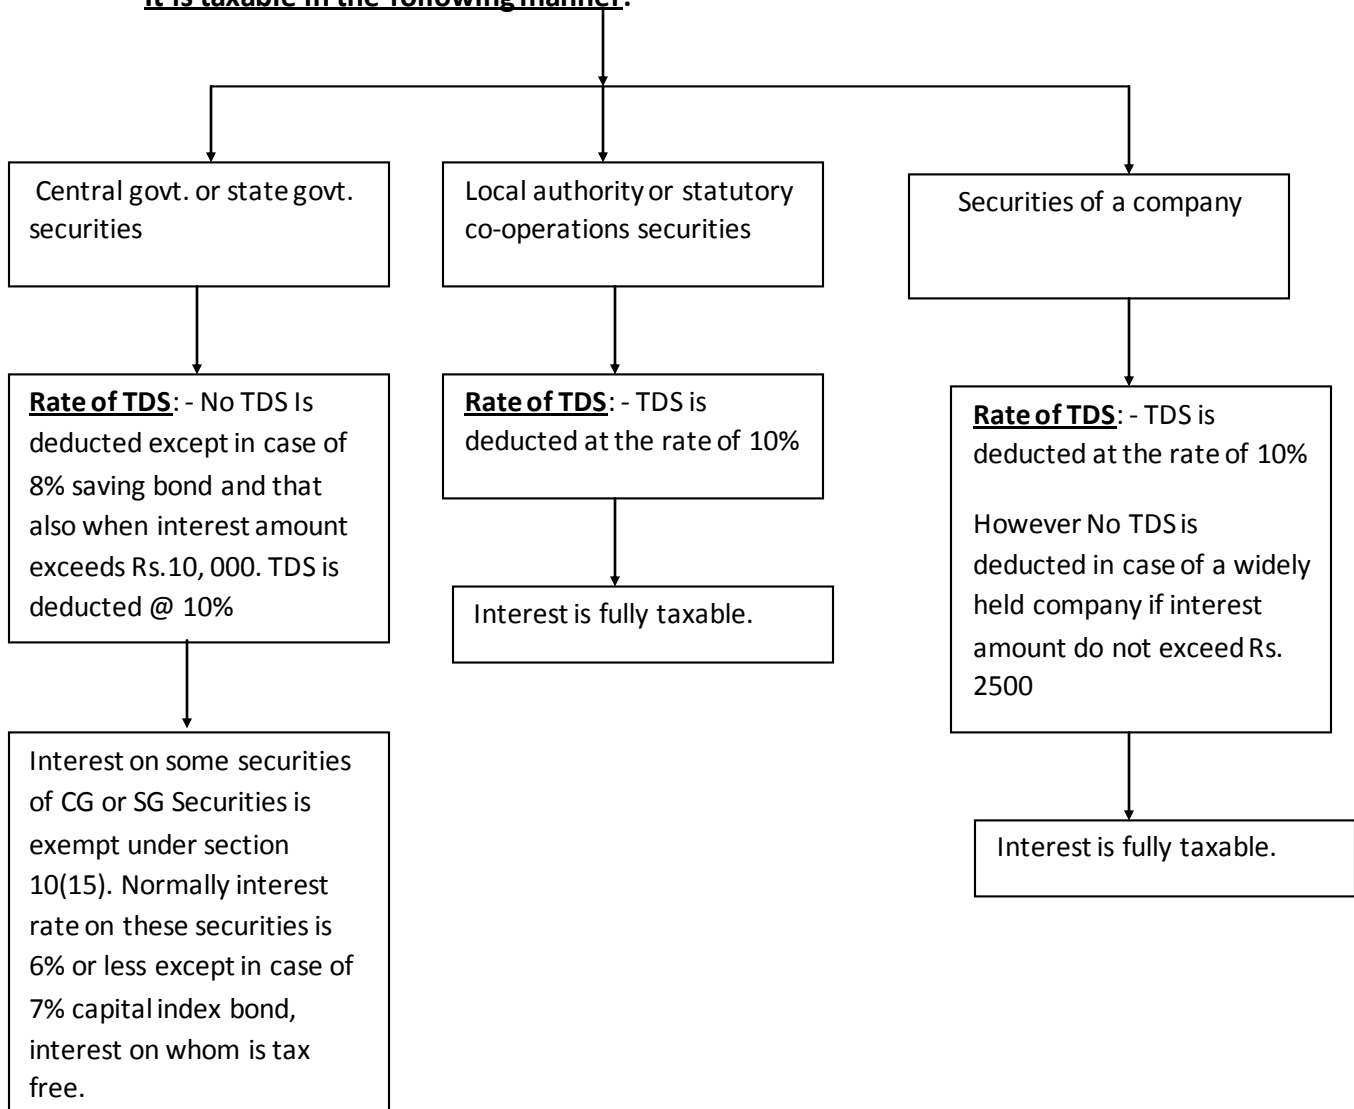 It is taxable in the following manner:
Central govt. or state govt.
securities
Local authority or statutory
co-operations securities
Securities of a company
Rate of TDS: - No TDS Is
deducted except in case of
8% saving bond and that
also when interest amount
exceeds Rs.10, 000. TDS is
deducted @ 10%
Rate of TDS: - TDS is
deducted at the rate of 10%
Rate of TDS: - TDS is
deducted at the rate of 10%
However No TDS is
deducted in case of a widely
held company if interest
amount do not exceed Rs.
2500
Interest is fully taxable.
Interest on some securities
of CG or SG Securities is
exempt under section
10(15). Normally interest
rate on these securities is
6% or less except in case of
7% capital index bond,
interest on whom is tax
free.
Interest is fully taxable.